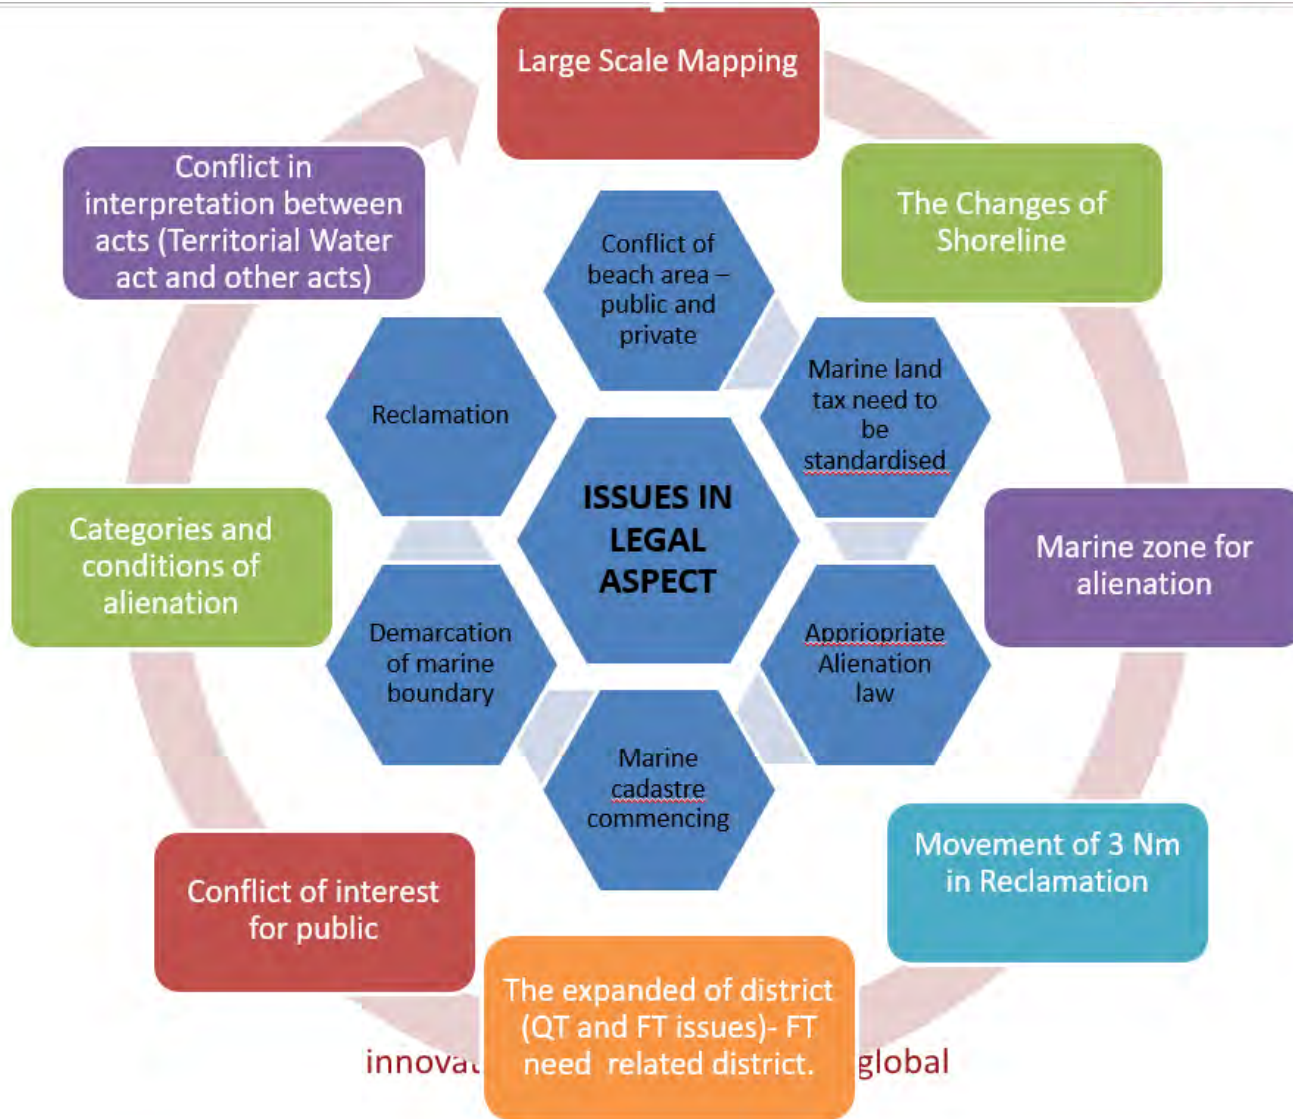 Large Scale Mapping
The Changes of
Shoreline
Marine zone for
alienation
Movement of 3 Nm
in Reclamation
The expanded of district
(QT and FT issues)- FT
need related district.
Conflict of interest
for public
Categories and
conditions of
alienation
Conflict in
interpretation between
acts (Territorial Water
act and other acts)
Conflict of
beach area –
public and
private
Marine land
tax need to
be
standardised
Appriopriate
Alienation
law
Marine
cadastre
commencing
Demarcation
of marine
boundary
Reclamation
ISSUES IN
LEGAL
ASPECT
global